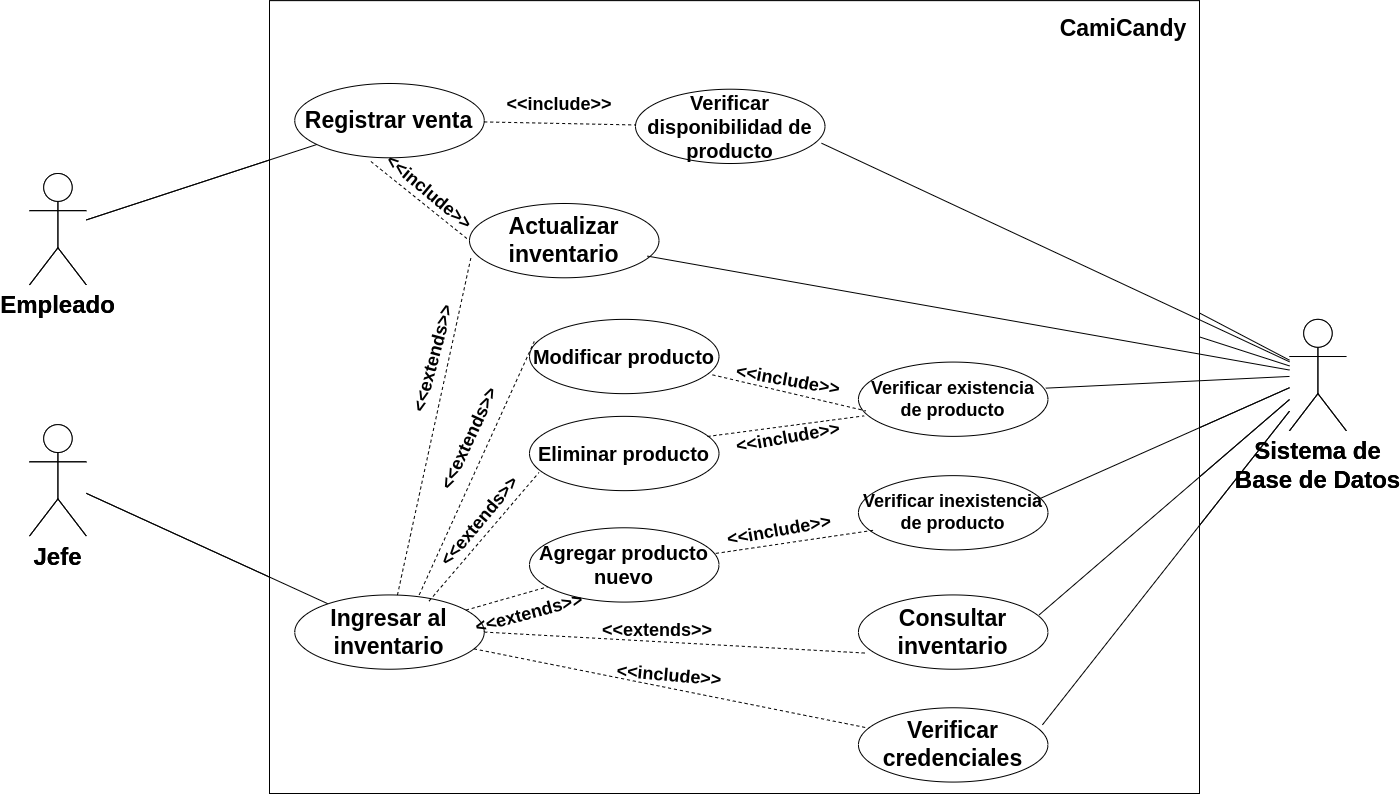 CamiCandy
Registrar venta
<<include>>
Verificar
disponibilidad de
producto
<<include>>
Actualizar
inventario
Empleado
<<extends>>
Modificar producto
<<include>>
Verificar existencia
de producto
<<extends>>
Eliminar producto
<<include>>
Sistema de
Base de Datos
<<extends>>
Verificar inexistencia
de producto
<<include>>
Agregar producto
nuevo
Jefe
<<extends>>
Ingresar al
inventario
<<extends>>
Consultar
inventario
<<include>>
Verificar
credenciales